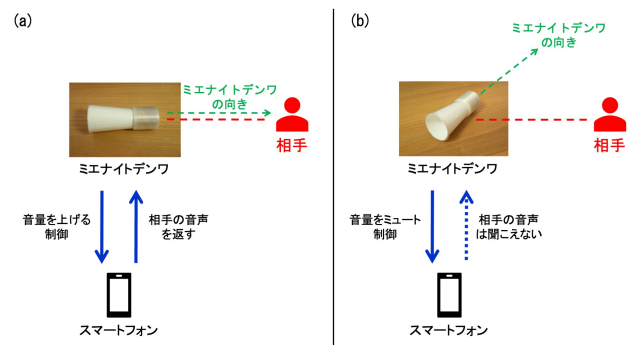 (a)
ミエナイトデンワ
の向き
相手
ミエナイトデンワ
音量を上げる
制御
相手の音声
を返す
スマートフォン
(b)
ミエナイトデンワ
の向き
相手
ミエナイトデンワ
音量をミュート
制御
相手の音声
は聞こえない
スマートフォン